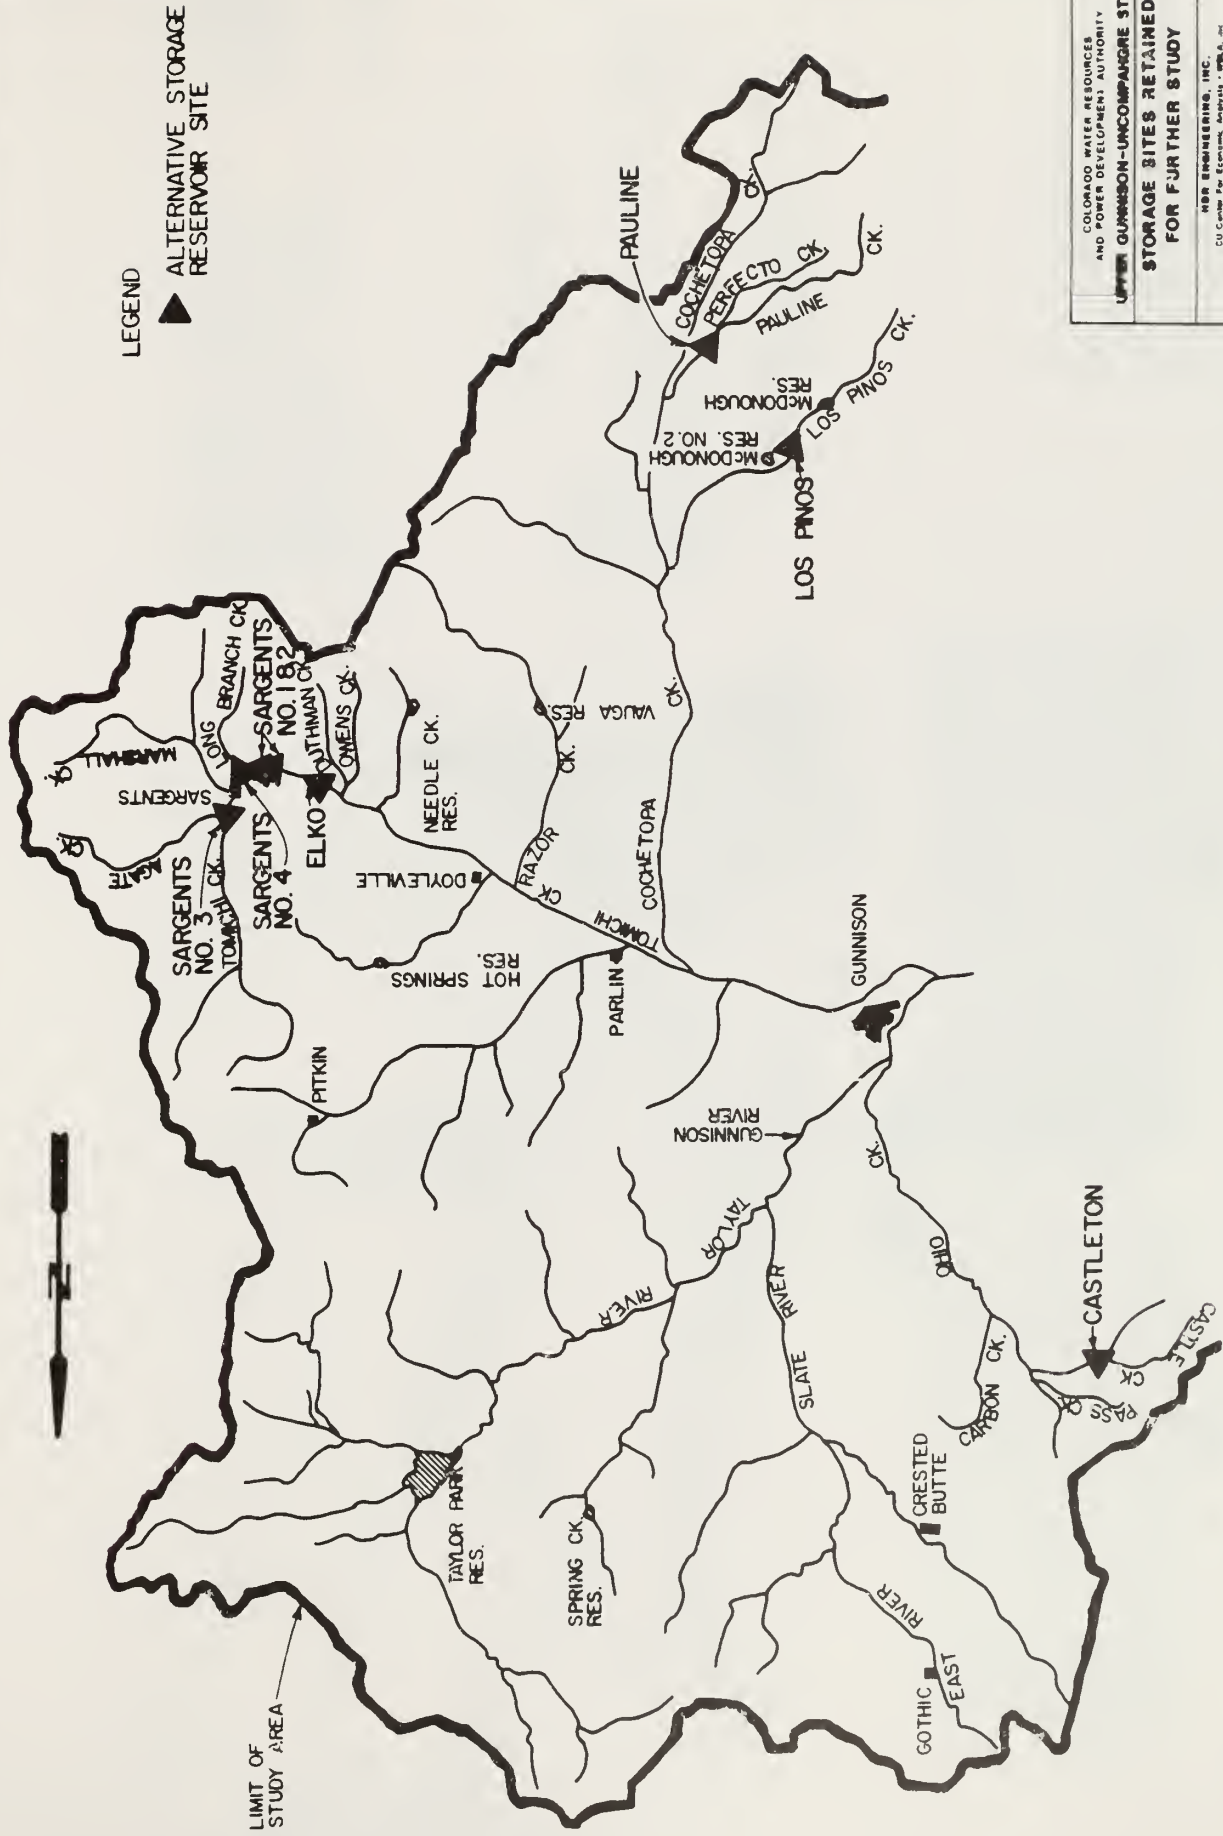 LEGEND
ALTERNATIVE STORAGE
RESERVOIR SITE
LIMIT OF
STUDY AREA
N
TAYLOR PARK
RES.
SPRING CK.
RES.
GOTHIC
EAST
RIVER
CRESTED
BUTTE
SLATE
RIVER
TAYLOR
RIVER
GUNNISON
RIVER
CARBON CK.
OHIO
CK.
PASS
CK
CASTLE
CK
CASTLETON
GUNNISON
PITKIN
PARLIN
HOT SPRINGS
RES.
DOYLEVILLE
TOMICHI
CK
TOMICHI CK.
SARGENTS
NO. 3
SARGENTS
NO. 4
ELKO
AGATE
CK.
MARSHALL
CK.
SARGENTS
LONG
BRANCH CK.
SARGENTS
NO. 1 & 2
OWENS CK.
NEEDLE CK.
RES.
RAZOR
CK.
VAUGA RES.
COCHETOPA
CK.
PAULINE
COCHETOPA
CK.
PERFECTO CK
PAULINE
CK.
McDONOUGH
RES.
McDONOUGH
RES. NO.2
LOS PINOS
CK.
LOS PINOS
COLORADO WATER RESOURCES
AND POWER DEVELOPMENT AUTHORITY
UPPER GUNNISON-UNCOMPAHGRE ST
STORAGE SITES RETAINED
FOR FURTHER STUDY
HDR ENGINEERING, INC.